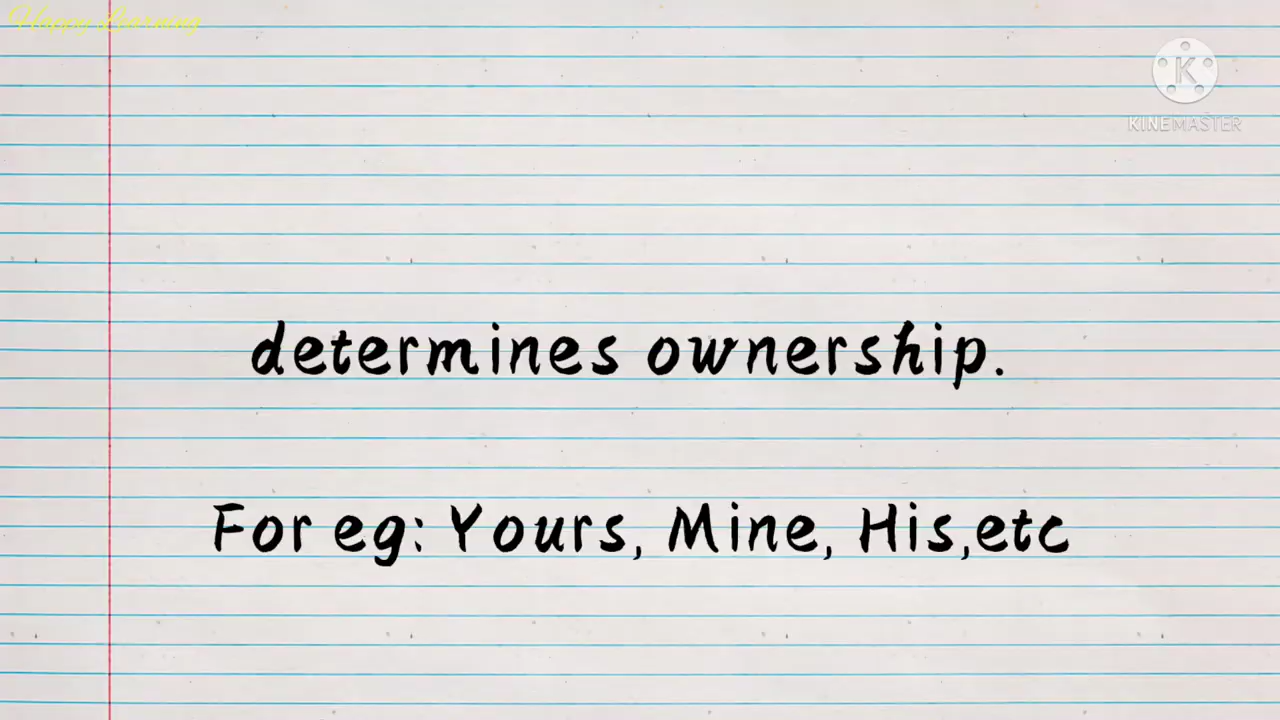 Happy Learning
KINEMASTER
determines ownership.
For eg: Yours, Mine, His,etc